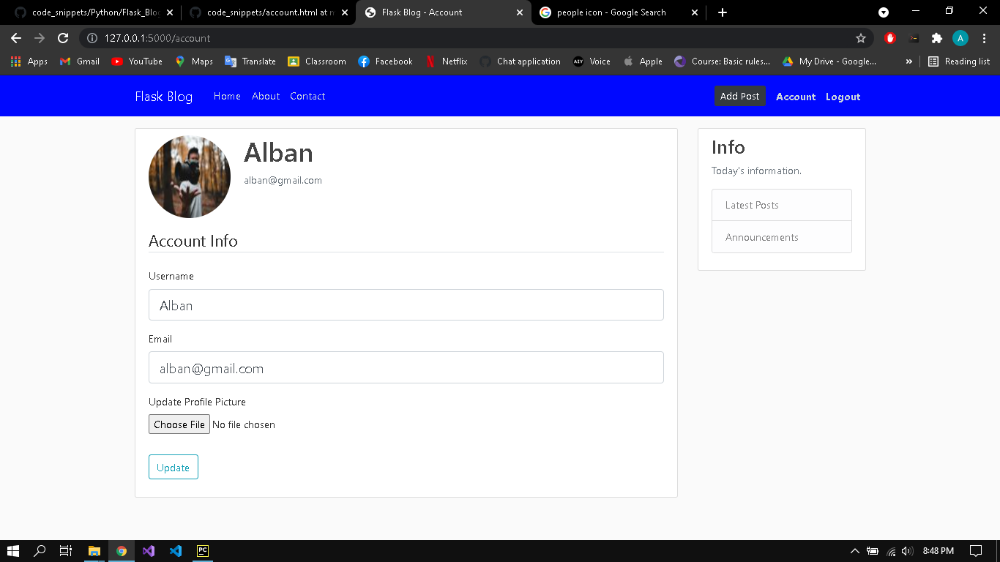 code_snippets/Python/Flask_Blog
code_snippets/account.html at m
Flask Blog - Account
people icon - Google Search
127.0.0.1:5000/account
A
Apps
Gmail
YouTube
Maps
Translate
Classroom
Facebook
Netflix
Chat application
Voice
Apple
Course: Basic rules...
My Drive - Google...
»
Reading list
Flask Blog
Home
About
Contact
Add Post
Account
Logout
Alban
alban@gmail.com
Account Info
Username
Alban
Email
alban@gmail.com
Update Profile Picture
Choose File No file chosen
Update
Info
Today's information.
Latest Posts
Announcements
PC
8:48 PM